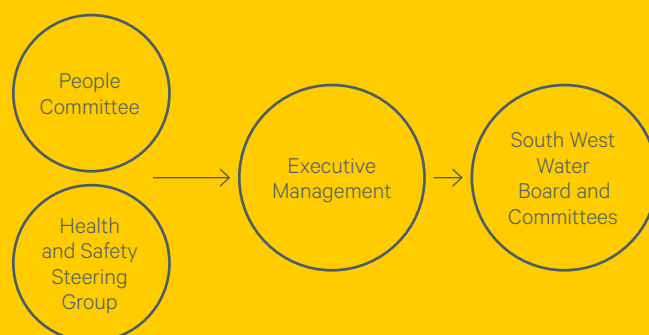 People
Committee
Health
and Safety
Steering
Group
Executive
Management
South West
Water
Board and
Committees